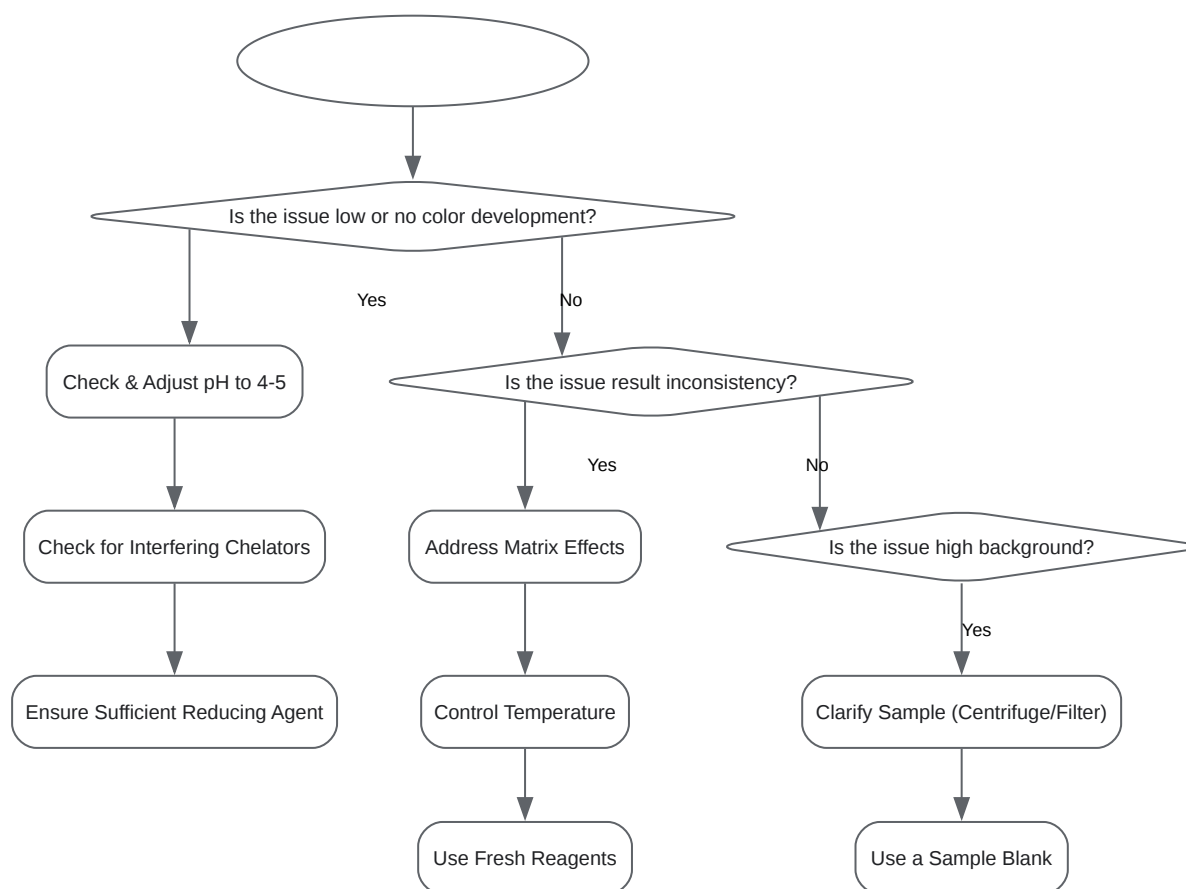 Is the issue low or no color development?
Yes
No
Check & Adjust pH to 4-5
Is the issue result inconsistency?
Yes
No
Check for Interfering Chelators
Address Matrix Effects
Is the issue high background?
Yes
Ensure Sufficient Reducing Agent
Control Temperature
Clarify Sample (Centrifuge/Filter)
Use Fresh Reagents
Use a Sample Blank